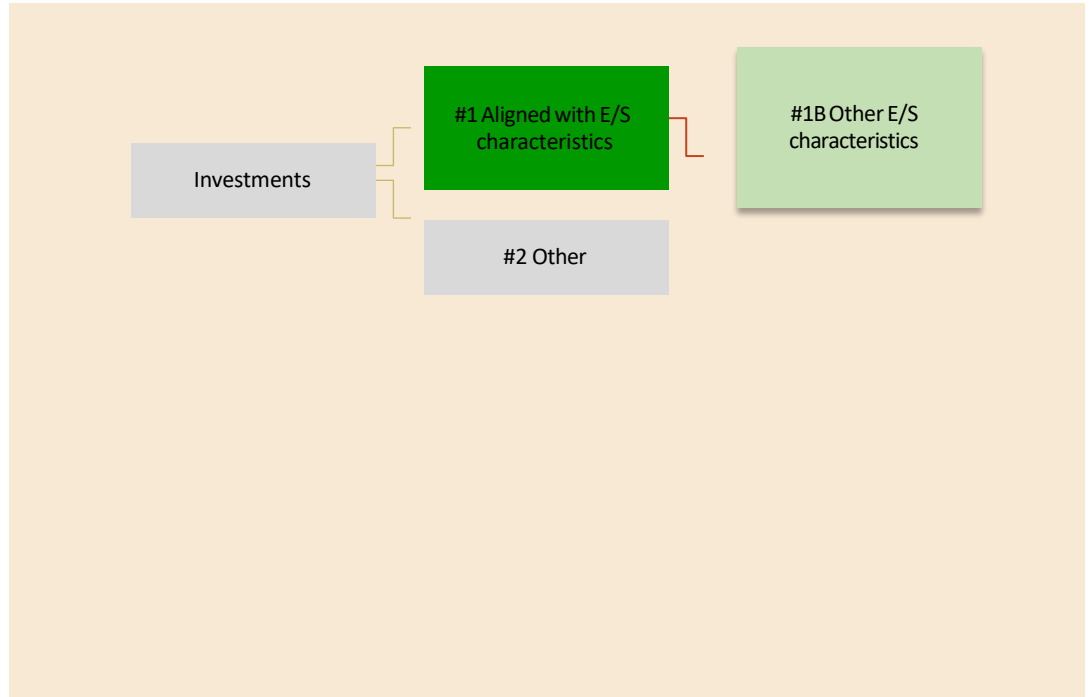 Investments
#1 Aligned with E/S
characteristics
#2 Other
#1B Other E/S
characteristics